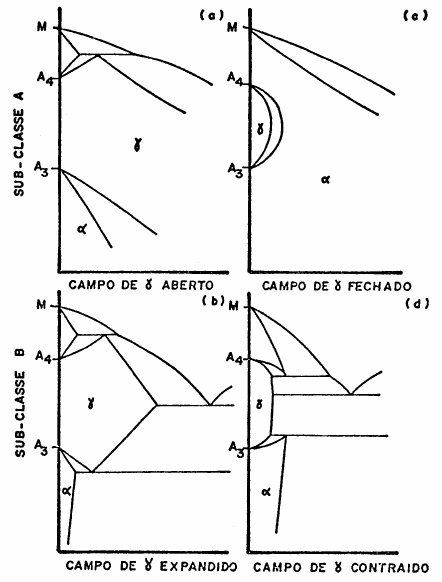 (a)
(c)
M
M
A4
A4
γ
γ
SUB-CLASSE A
A3
A3
α
α
CAMPO DE γ ABERTO
CAMPO DE γ FECHADO
(b)
(d)
M
M
A4
A4
γ
γ
SUB-CLASSE B
A3
A3
α
α
CAMPO DE γ EXPANDIDO
CAMPO DE γ CONTRAIDO